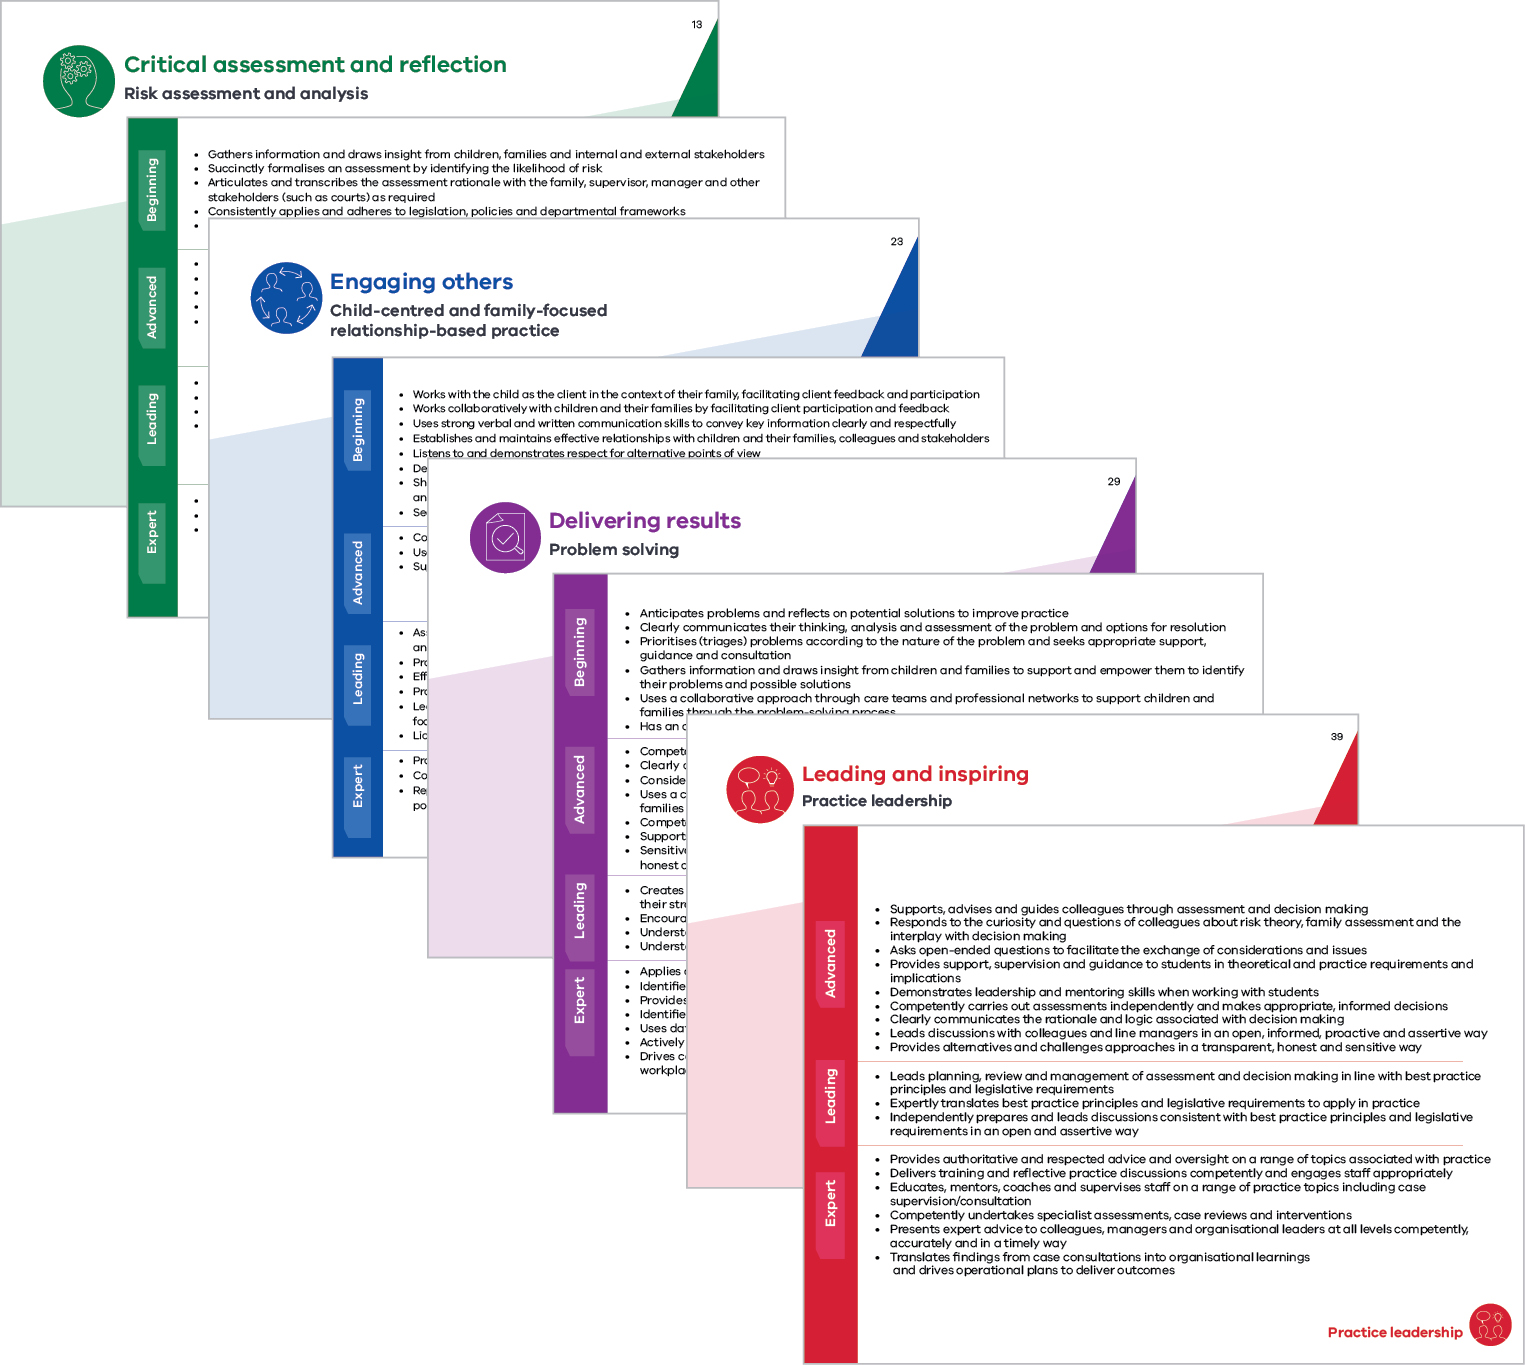 13
Critical assessment and reflection
Risk assessment and analysis
Beginning
• Gathers information and draws insight from children, families and internal and external stakeholders
• Succinctly formalises an assessment by identifying the likelihood of risk
• Articulates and transcribes the assessment rationale with the family, supervisor, manager and other
stakeholders (such as courts) as required
• Consistently applies and adheres to legislation, policies and departmental frameworks
Advanced
Leading
Expert
23
Engaging others
Child-centred and family-focused
relationship-based practice
Beginning
• Works with the child as the client in the context of their family, facilitating client feedback and participation
• Works collaboratively with children and their families by facilitating client participation and feedback
• Uses strong verbal and written communication skills to convey key information clearly and respectfully
• Establishes and maintains effective relationships with children and their families, colleagues and stakeholders
• Listens to and demonstrates respect for alternative points of view
Advanced
Leading
Expert
29
Delivering results
Problem solving
Beginning
• Anticipates problems and reflects on potential solutions to improve practice
• Clearly communicates their thinking, analysis and assessment of the problem and options for resolution
• Prioritises (triages) problems according to the nature of the problem and seeks appropriate support,
guidance and consultation
• Gathers information and draws insight from children and families to support and empower them to identify
their problems and possible solutions
• Uses a collaborative approach through care teams and professional networks to support children and
families through the problem-solving process
• Has an
Advanced
• Clearly
• Uses a
families
honest
Leading
• Creates
their
Expert
• Applies
• Provides
• Uses
• Actively
• Drives
39
Leading and inspiring
Practice leadership
Advanced
• Supports, advises and guides colleagues through assessment and decision making
• Responds to the curiosity and questions of colleagues about risk theory, family assessment and the
interplay with decision making
• Asks open-ended questions to facilitate the exchange of considerations and issues
• Provides support, supervision and guidance to students in theoretical and practice requirements and
implications
• Demonstrates leadership and mentoring skills when working with students
• Competently carries out assessments independently and makes appropriate, informed decisions
• Clearly communicates the rationale and logic associated with decision making
• Leads discussions with colleagues and line managers in an open, informed, proactive and assertive way
• Provides alternatives and challenges approaches in a transparent, honest and sensitive way
Leading
• Leads planning, review and management of assessment and decision making in line with best practice
principles and legislative requirements
• Expertly translates best practice principles and legislative requirements to apply in practice
• Independently prepares and leads discussions consistent with best practice principles and legislative
requirements in an open and assertive way
Expert
• Provides authoritative and respected advice and oversight on a range of topics associated with practice
• Delivers training and reflective practice discussions competently and engages staff appropriately
• Educates, mentors, coaches and supervises staff on a range of practice topics including case
supervision/consultation
• Competently undertakes specialist assessments, case reviews and interventions
• Presents expert advice to colleagues, managers and organisational leaders at all levels competently,
accurately and in a timely way
• Translates findings from case consultations into organisational learnings
and drives operational plans to deliver outcomes
Practice leadership